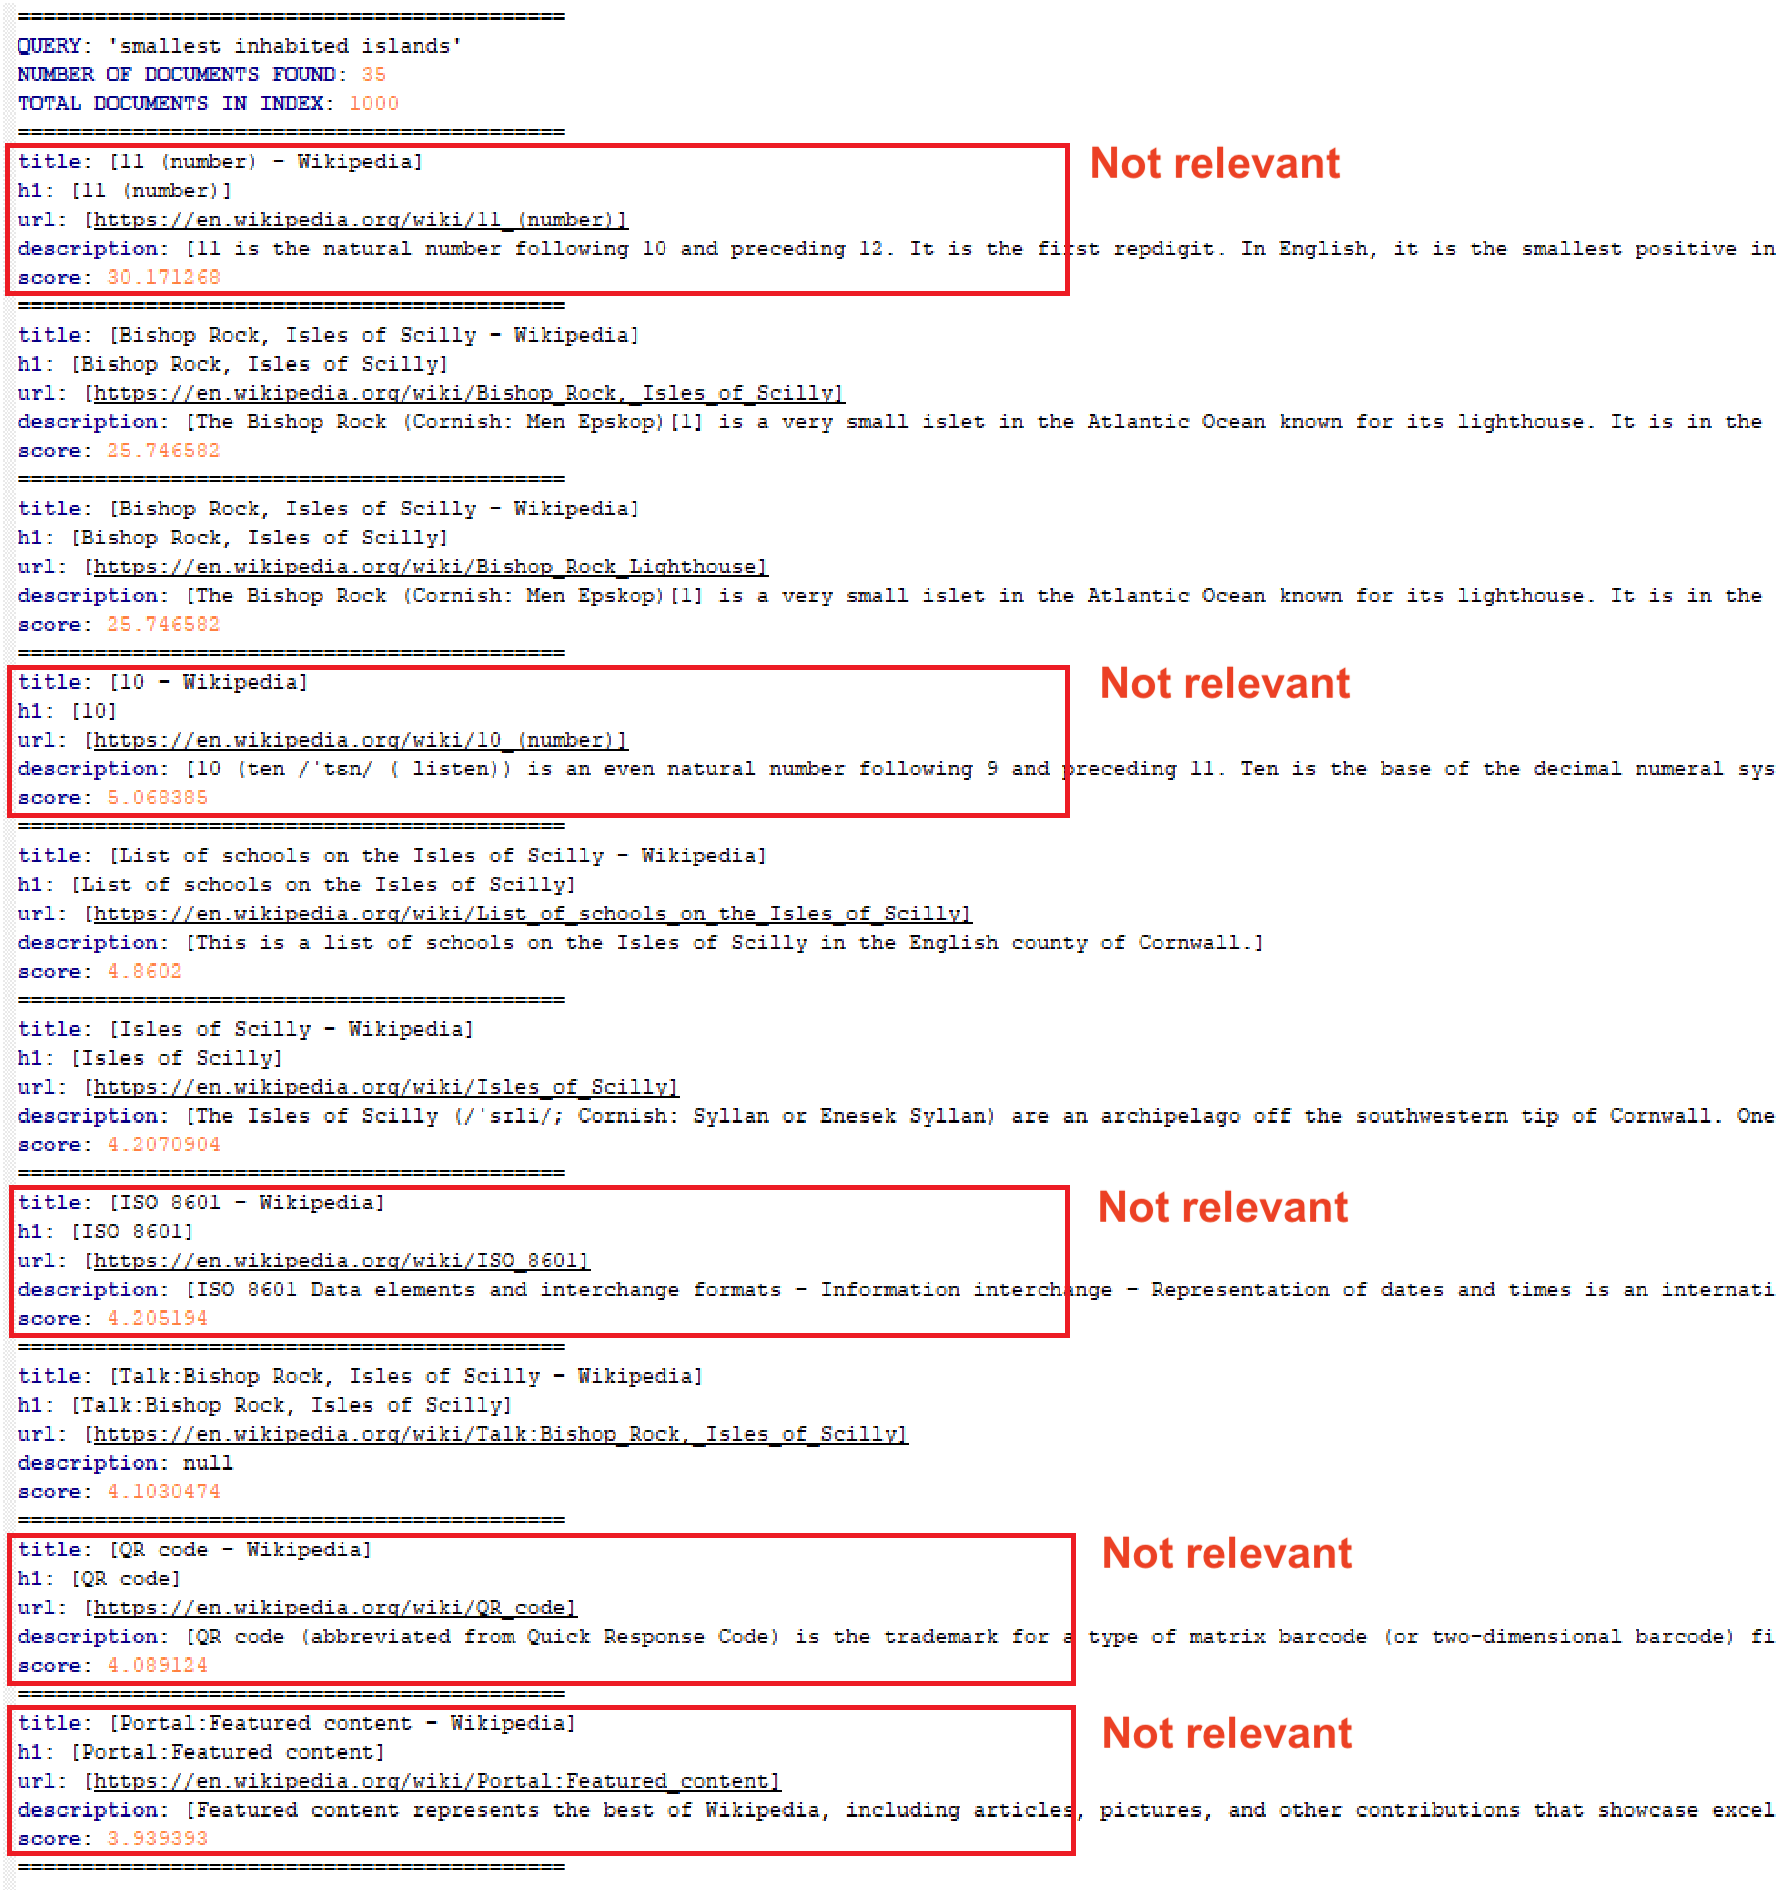 ===========================================
QUERY: 'smallest inhabited islands'
NUMBER OF DOCUMENTS FOUND: 35
TOTAL DOCUMENTS IN INDEX: 1000
===========================================
title: [11 (number) - Wikipedia]
Not relevant
h1: [11 (number)]
url: [https://en.wikipedia.org/wiki/11_(number)]
description: [11 is the natural number following 10 and preceding 12. It is the first repdigit. In English, it is the smallest positive in
score: 30.171268
===========================================
title: [Bishop Rock, Isles of Scilly - Wikipedia]
h1: [Bishop Rock, Isles of Scilly]
url: [https://en.wikipedia.org/wiki/Bishop_Rock,_Isles_of_Scilly]
description: [The Bishop Rock (Cornish: Men Epskop)[1] is a very small islet in the Atlantic Ocean known for its lighthouse. It is in the
score: 25.746582
===========================================
title: [Bishop Rock, Isles of Scilly - Wikipedia]
h1: [Bishop Rock, Isles of Scilly]
url: [https://en.wikipedia.org/wiki/Bishop_Rock_Lighthouse]
description: [The Bishop Rock (Cornish: Men Epskop)[1] is a very small islet in the Atlantic Ocean known for its lighthouse. It is in the
score: 25.746582
===========================================
title: [10 - Wikipedia]
Not relevant
h1: [10]
url: [https://en.wikipedia.org/wiki/10_(number)]
description: [10 (ten /ˈtɛn/ ( listen)) is an even natural number following 9 and preceding 11. Ten is the base of the decimal numeral sys
score: 5.068385
===========================================
title: [List of schools on the Isles of Scilly - Wikipedia]
h1: [List of schools on the Isles of Scilly]
url: [https://en.wikipedia.org/wiki/List_of_schools_on_the_Isles_of_Scilly]
description: [This is a list of schools on the Isles of Scilly in the English county of Cornwall.]
score: 4.8602
===========================================
title: [Isles of Scilly - Wikipedia]
h1: [Isles of Scilly]
url: [https://en.wikipedia.org/wiki/Isles_of_Scilly]
description: [The Isles of Scilly (/ˈsɪli/; Cornish: Syllan or Enesek Syllan) are an archipelago off the southwestern tip of Cornwall. One
score: 4.2070904
===========================================
title: [ISO 8601 - Wikipedia]
Not relevant
h1: [ISO 8601]
url: [https://en.wikipedia.org/wiki/ISO_8601]
description: [ISO 8601 Data elements and interchange formats – Information interchange – Representation of dates and times is an internati
score: 4.205194
===========================================
title: [Talk:Bishop Rock, Isles of Scilly - Wikipedia]
h1: [Talk:Bishop Rock, Isles of Scilly]
url: [https://en.wikipedia.org/wiki/Talk:Bishop_Rock,_Isles_of_Scilly]
description: null
score: 4.1030474
===========================================
title: [QR code - Wikipedia]
Not relevant
h1: [QR code]
url: [https://en.wikipedia.org/wiki/QR_code]
description: [QR code (abbreviated from Quick Response Code) is the trademark for a type of matrix barcode (or two-dimensional barcode) fi
score: 4.089124
===========================================
title: [Portal:Featured content - Wikipedia]
Not relevant
h1: [Portal:Featured content]
url: [https://en.wikipedia.org/wiki/Portal:Featured_content]
description: [Featured content represents the best of Wikipedia, including articles, pictures, and other contributions that showcase excel
score: 3.939393
===========================================